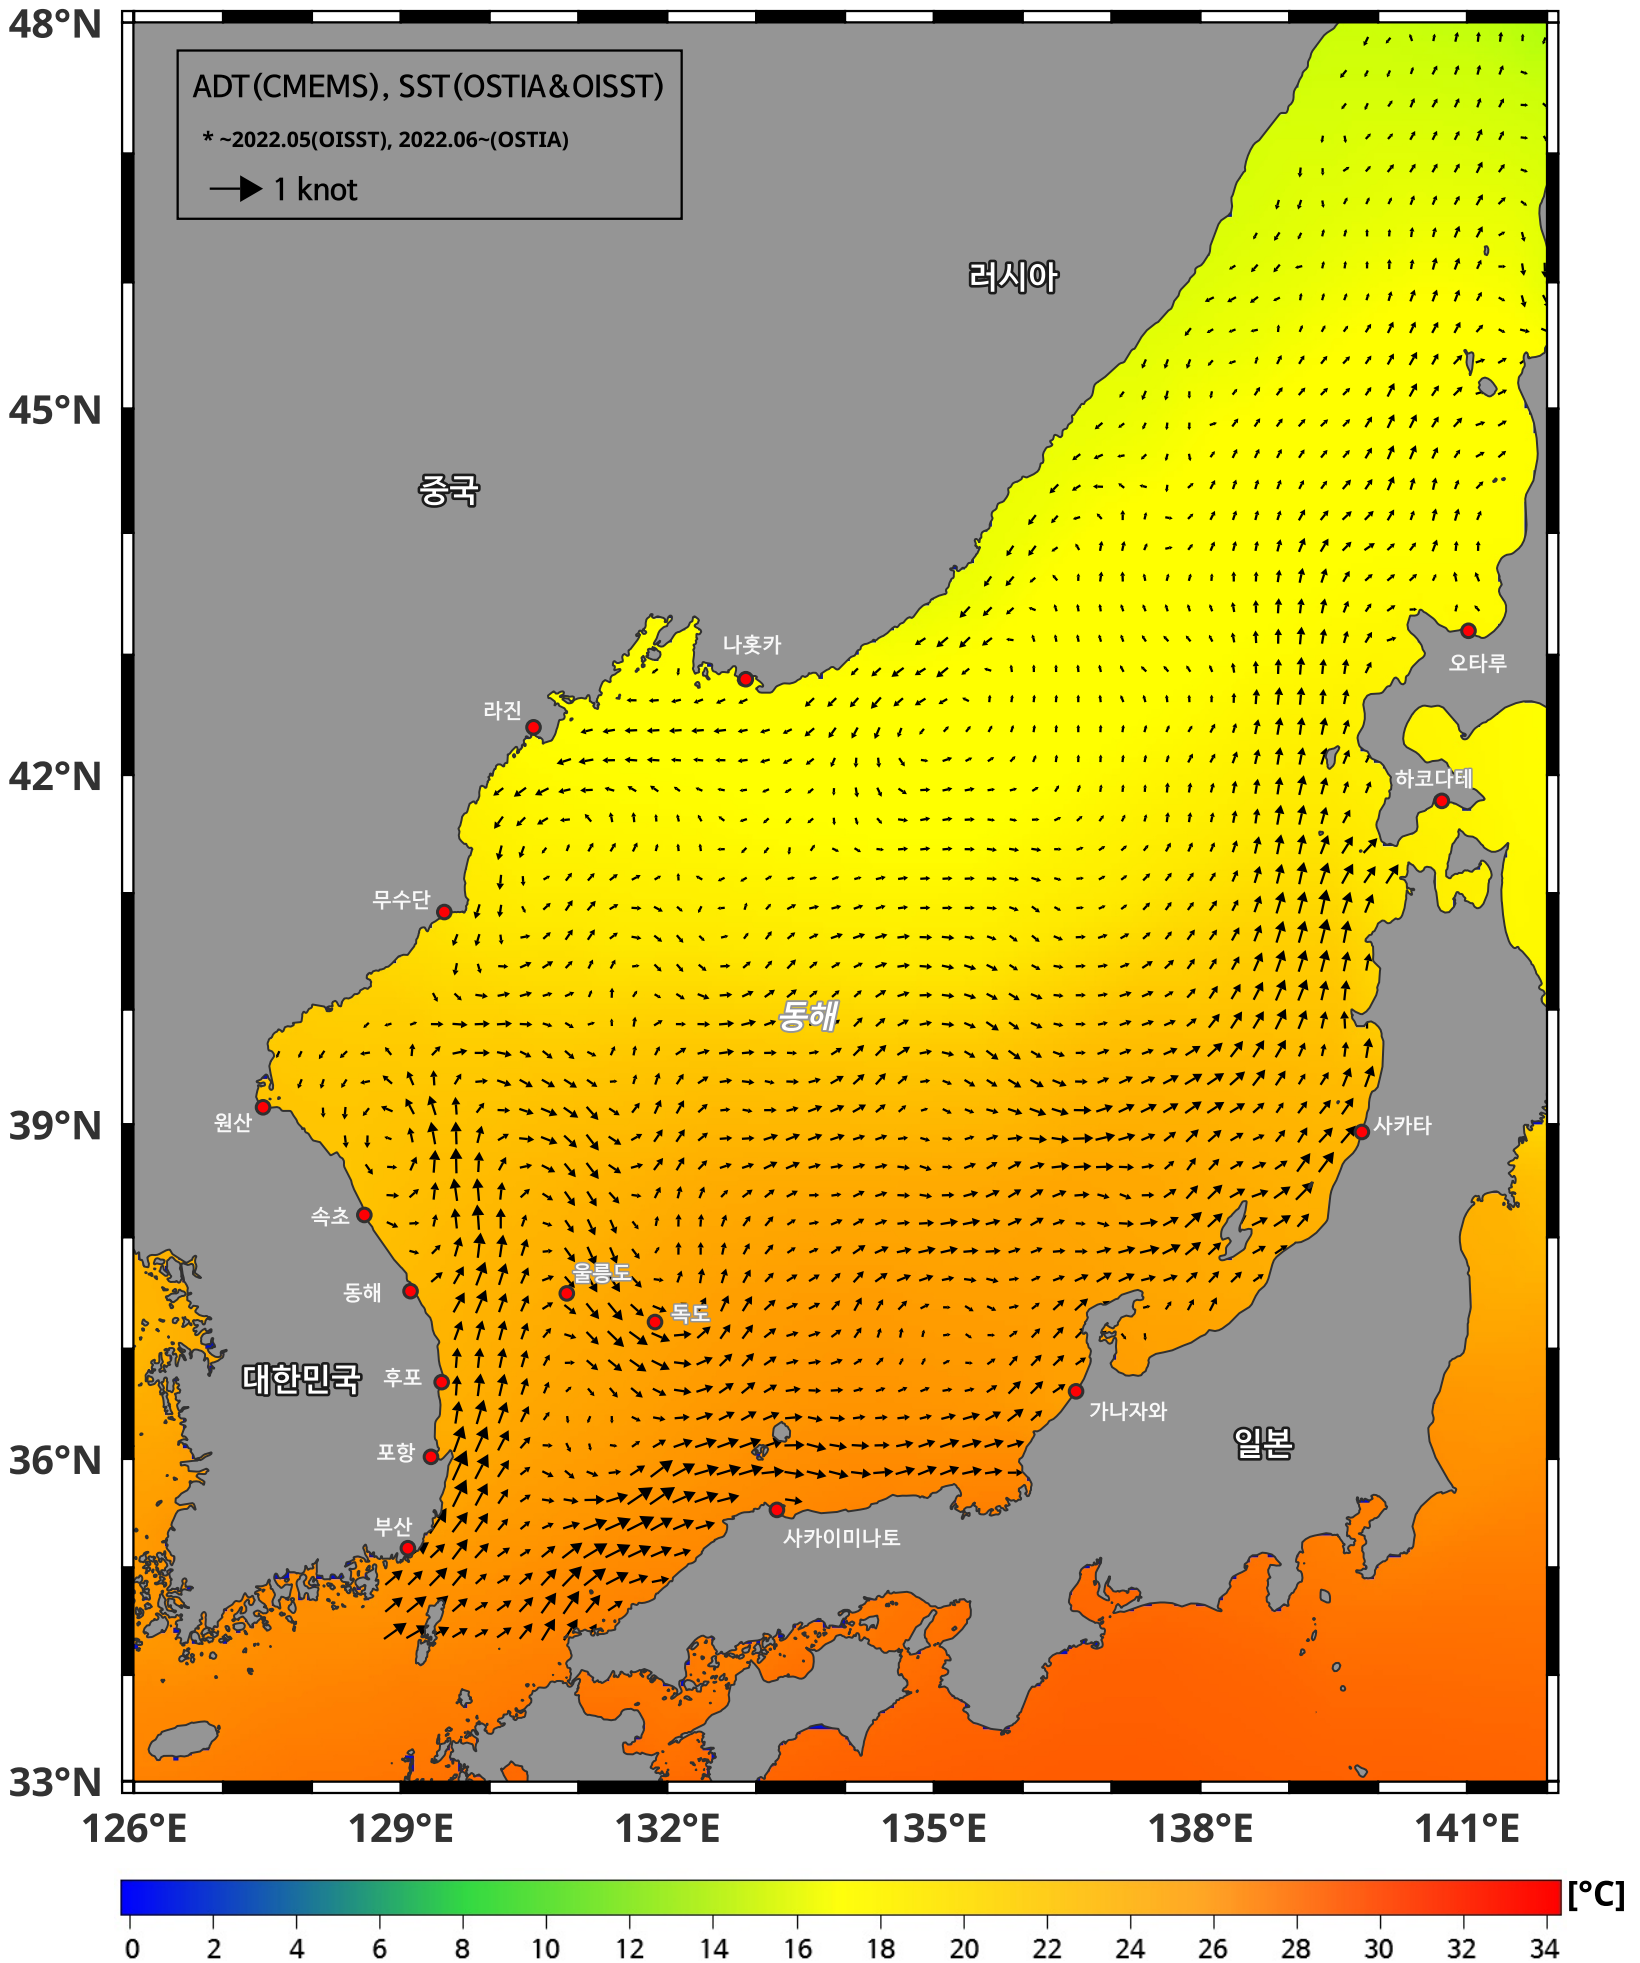 48°N
ADT(CMEMS), SST(OSTIA&OISST)
* ~2022.05(OISST), 2022.06~(OSTIA)
1 knot
러시아
45°N
중국
나홋카
오타루
라진
42°N
하코다테
무수단
동해
39°N
원산
사카타
속초
울릉도
동해
독도
대한민국
후포
가나자와
일본
포항
36°N
부산
사카이미나토
33°N
126°E 129°E 132°E 135°E 138°E 141°E
[°C]
0 2 4 6 8 10 12 14 16 18 20 22 24 26 28 30 32 34